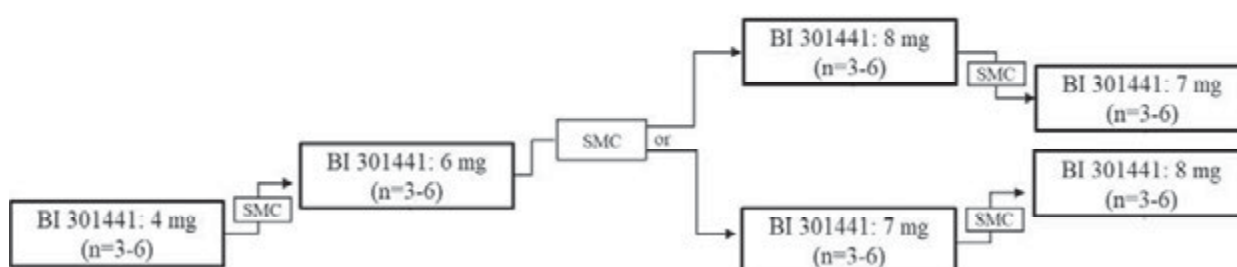 BI 301441: 4 mg
(n=3-6)
SMC
BI 301441: 6 mg
(n=3-6)
SMC
or
BI 301441: 8 mg
(n=3-6)
SMC
BI 301441: 7 mg
(n=3-6)
BI 301441: 7 mg
(n=3-6)
SMC
BI 301441: 8 mg
(n=3-6)